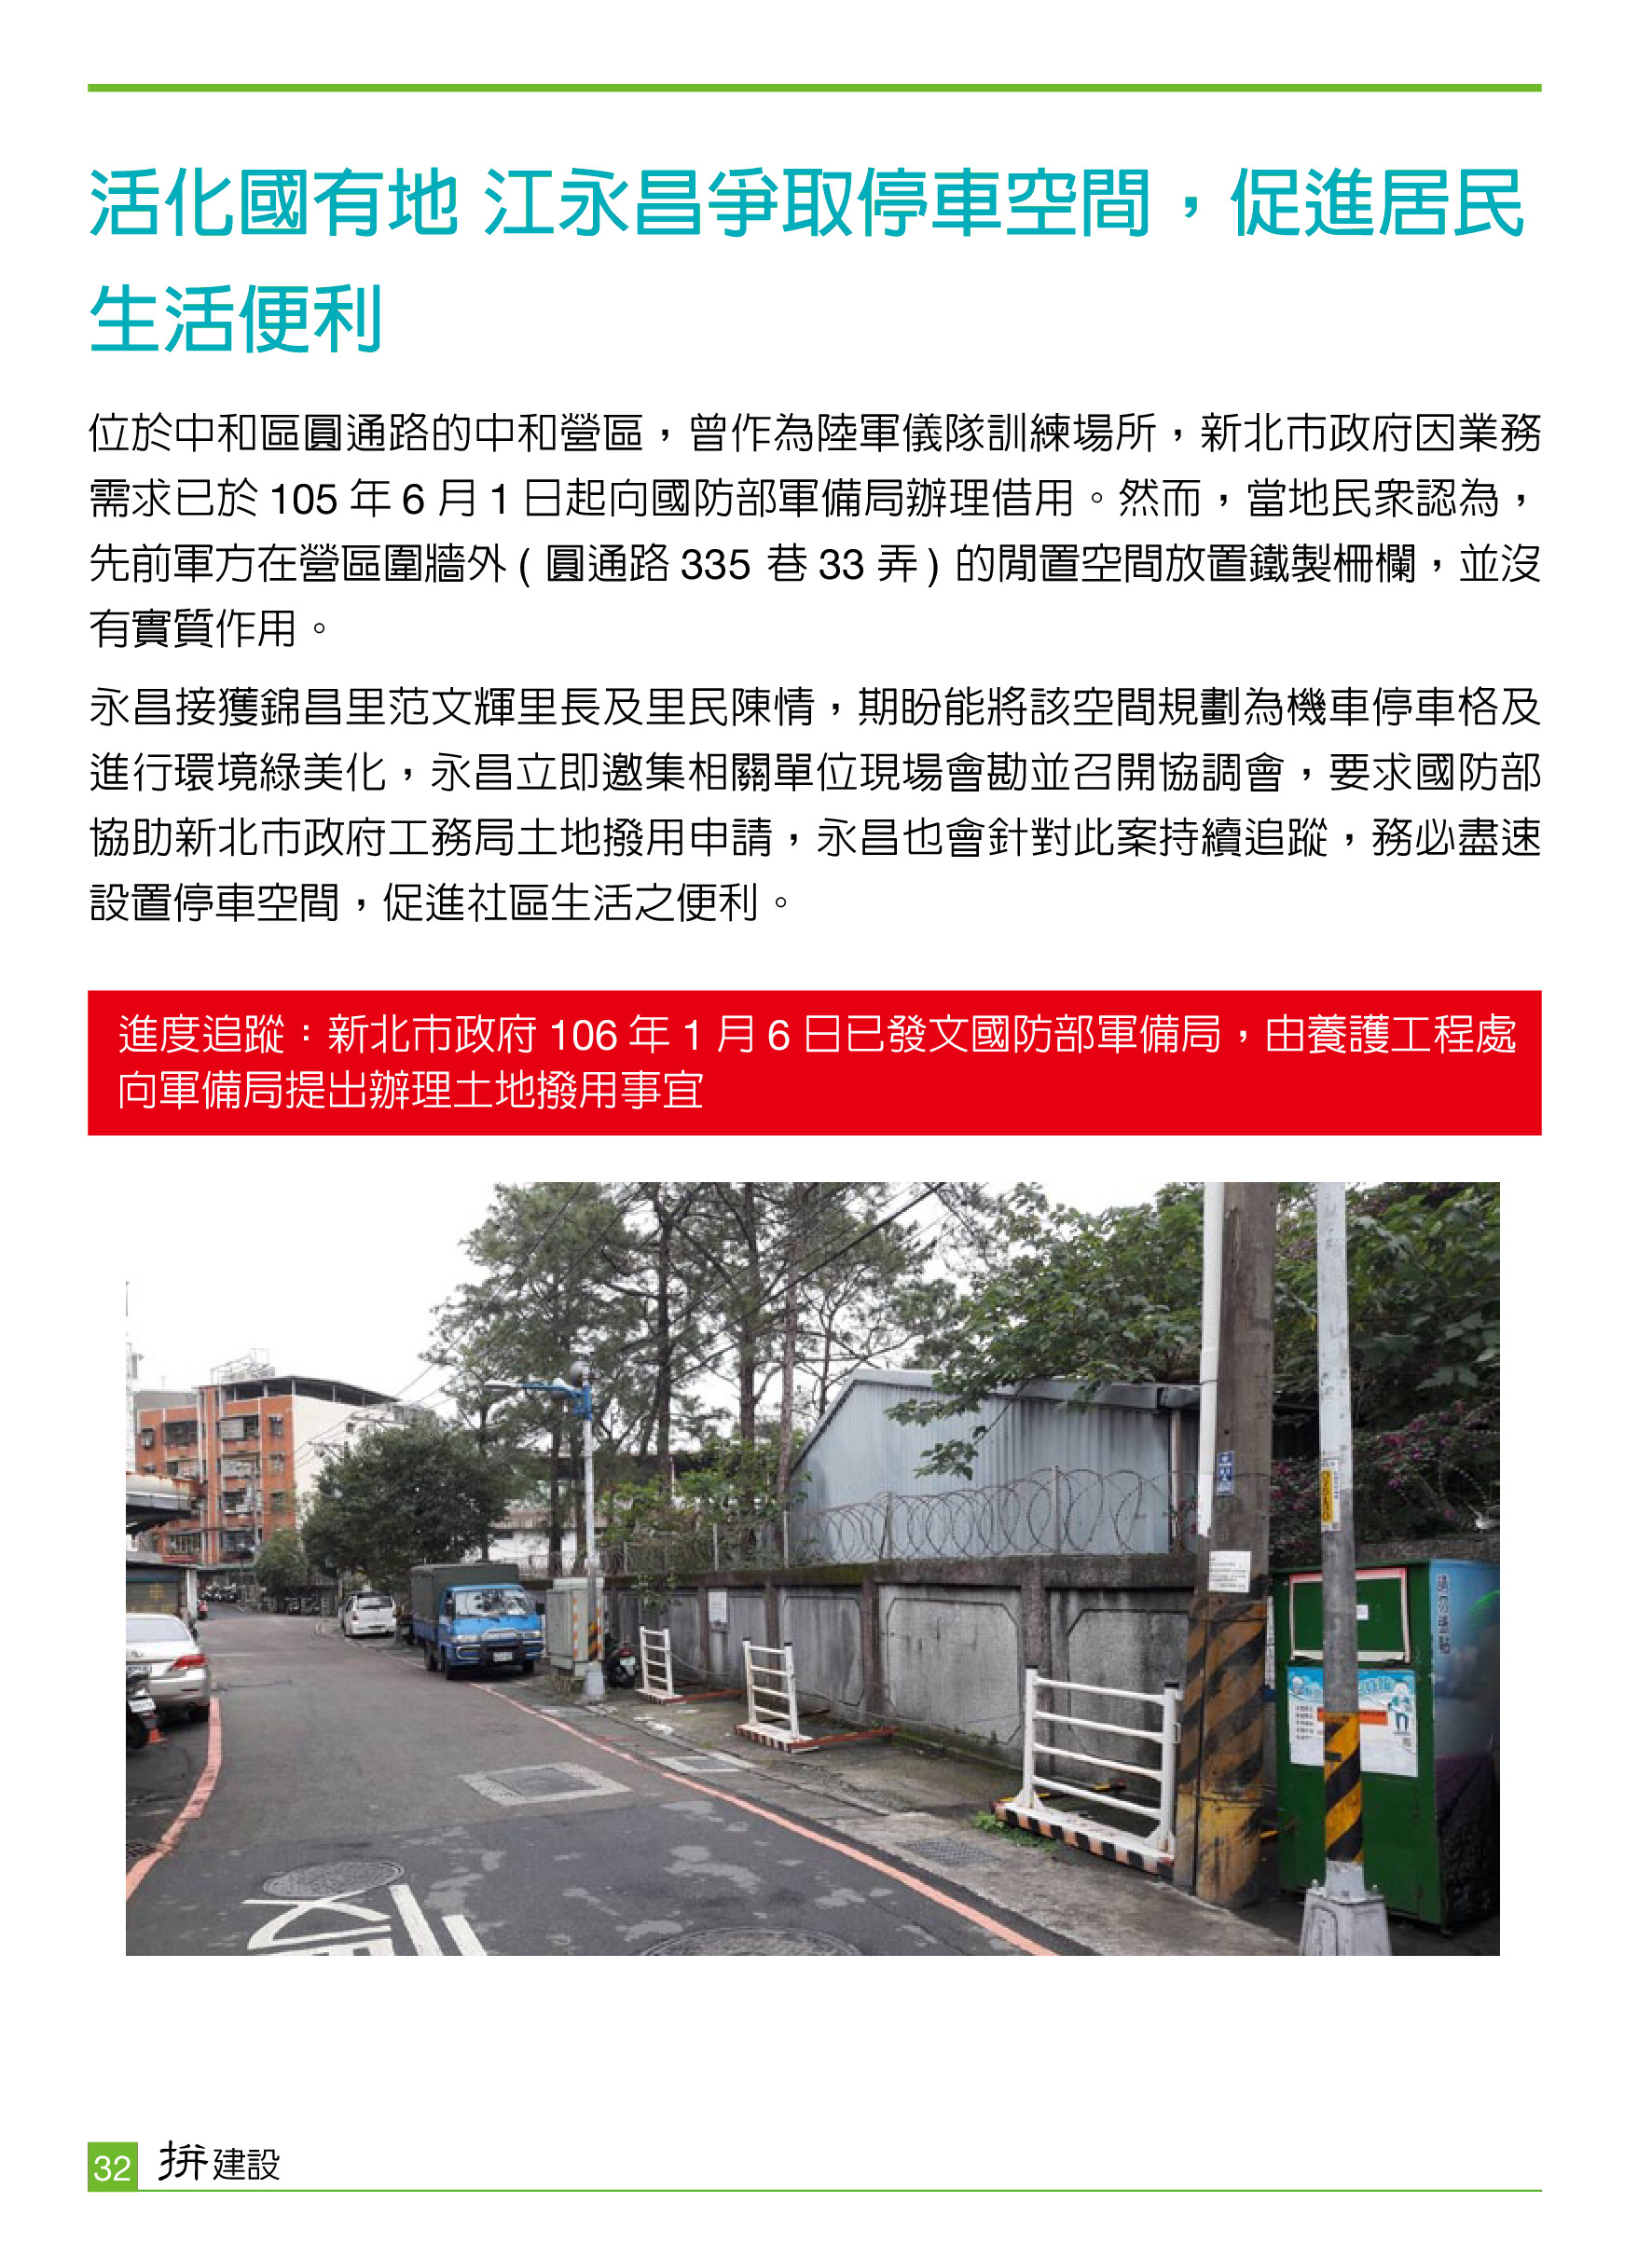 活化國有地 江永昌爭取停車空間，促進居民
生活便利
位於中和區圓通路的中和營區，曾作為陸軍儀隊訓練場所，新北市政府因業務
需求已於 105 年 6 月 1 日起向國防部軍備局辦理借用。然而，當地民衆認為，
先前軍方在營區圍牆外 ( 圓通路 335 巷 33 弄 ) 的閒置空間放置鐵製柵欄，並沒
有實質作用。
永昌接獲錦昌里范文輝里長及里民陳情，期盼能將該空間規劃為機車停車格及
進行環境綠美化，永昌立即邀集相關單位現場會勘並召開協調會，要求國防部
協助新北市政府工務局土地撥用申請，永昌也會針對此案持續追蹤，務必盡速
設置停車空間，促進社區生活之便利。
進度追蹤：新北市政府 106 年 1 月 6 日已發文國防部軍備局，由養護工程處
向軍備局提出辦理土地撥用事宜
32 拚建設